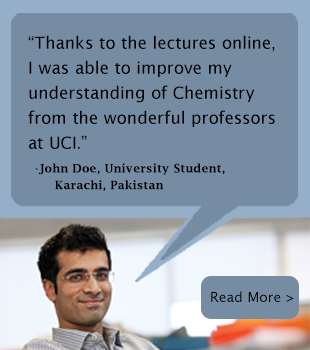 “Thanks to the lectures online,
I was able to improve my
understanding of Chemistry
from the wonderful professors
at UCI.”
-John Doe, University Student,
Karachi, Pakistan
Read More >